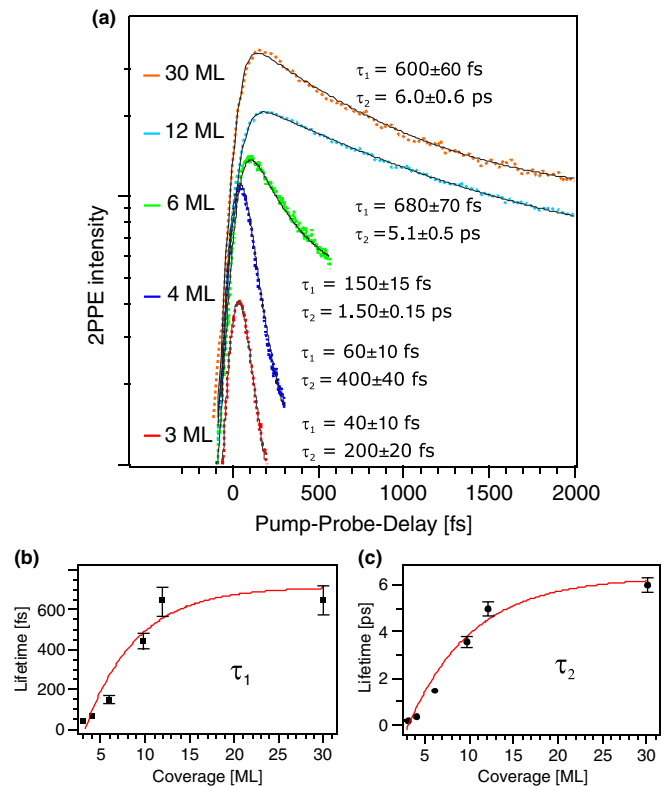 (a)
30 ML
τ1 = 600±60 fs
τ2 = 6.0±0.6 ps
12 ML
τ1 = 680±70 fs
τ2 = 5.1±0.5 ps
6 ML
τ1 = 150±15 fs
τ2 = 1.50±0.15 ps
4 ML
τ1 = 60±10 fs
τ2 = 400±40 fs
3 ML
τ1 = 40±10 fs
τ2 = 200±20 fs
2PPE intensity
0 500 1000 1500 2000
Pump-Probe-Delay [fs]
(b)
Lifetime [fs]
600
400
200
0
τ1
5 10 15 20 25 30
Coverage [ML]
(c)
Lifetime [ps]
6
4
2
0
τ2
5 10 15 20 25 30
Coverage [ML]